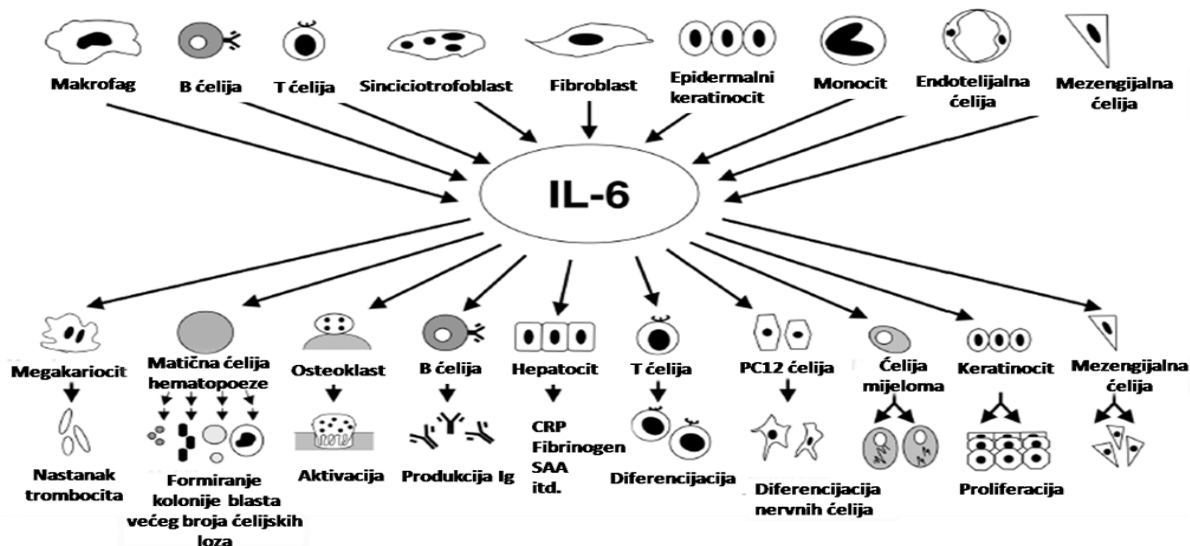 Makrofag
B ćelija
T ćelija
Sinciciotrofoblast
Fibroblast
Epidermalni
keratinocit
Monocit
Endotelijalna
ćelija
Mezengijalna
ćelija
IL-6
Megakariocit
Matična ćelija
hematopoeze
Osteoklast
B ćelija
Hepatocit
T ćelija
PC12 ćelija
Ćelija
mijeloma
Keratinocit
Mezengijalna
ćelija
Nastanak
trombocita
Formiranje
kolonije blasta
većeg broja ćelijskih
loza
Aktivacija
Produkcija Ig
CRP
Fibrinogen
SAA
itd.
Diferencijacija
Diferencijacija
nervnih ćelija
Proliferacija